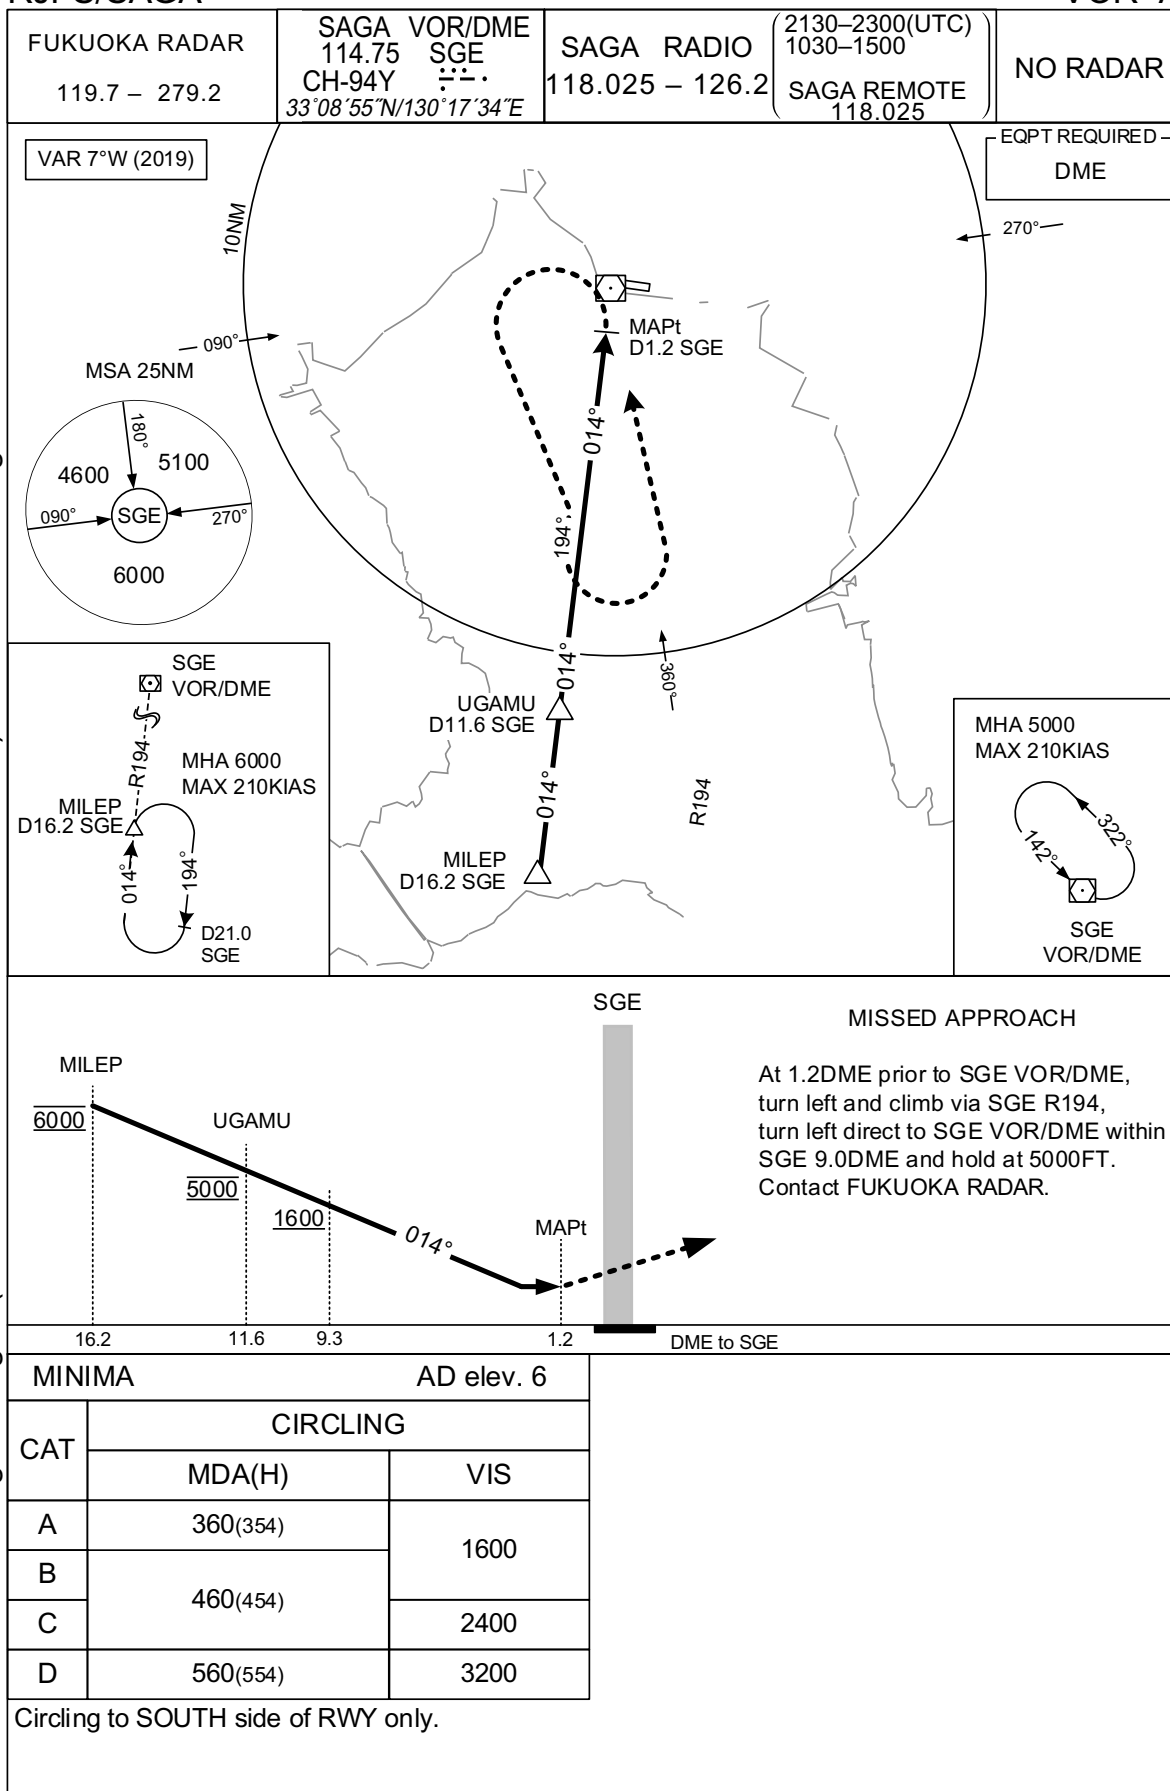 RJFS/SAGA
VOR A
FUKUOKA RADAR
119.7 – 279.2
SAGA VOR/DME
114.75 SGE
CH-94Y
33°08´55˝N/130°17´34˝E
SAGA RADIO
118.025 – 126.2
2130–2300(UTC)
1030–1500
SAGA REMOTE
118.025
NO RADAR
VAR 7°W (2019)
EQPT REQUIRED
DME
10NM
270°
090°
MAPt
D1.2 SGE
MSA 25NM
180°
4600
5100
090°
SGE
270°
6000
014°
194°
014°
360°
UGAMU
D11.6 SGE
014°
R194
MILEP
D16.2 SGE
SGE
VOR/DME
R194
MHA 6000
MAX 210KIAS
MILEP
D16.2 SGE
014°
194°
D21.0
SGE
MHA 5000
MAX 210KIAS
322°
142°
SGE
VOR/DME
SGE
MISSED APPROACH
At 1.2DME prior to SGE VOR/DME,
turn left and climb via SGE R194,
turn left direct to SGE VOR/DME within
SGE 9.0DME and hold at 5000FT.
Contact FUKUOKA RADAR.
MILEP
6000
UGAMU
5000
1600
014°
MAPt
16.2
11.6
9.3
1.2
DME to SGE
MINIMA
AD elev. 6
CAT
CIRCLING
MDA(H)
VIS
A
360(354)
1600
B
460(454)
C
2400
D
560(554)
3200
Circling to SOUTH side of RWY only.